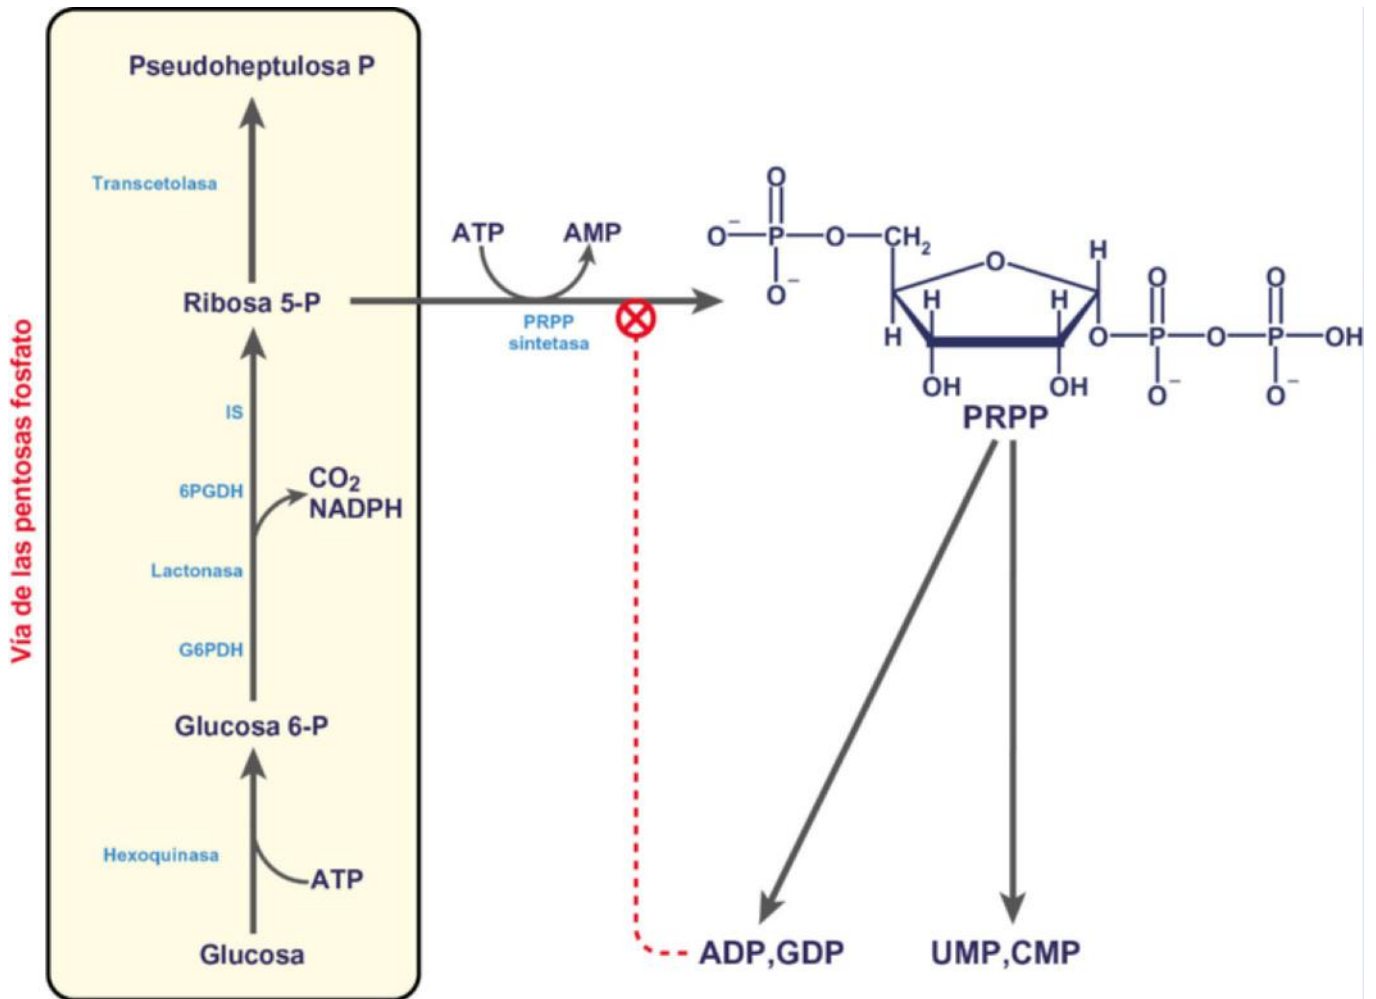 Vía de las pentosas fosfato
Pseudoheptulosa P
Transcetolasa
Ribosa 5-P
IS
6PGDH
CO2
NADPH
Lactonasa
G6PDH
Glucosa 6-P
Hexoquinasa
ATP
Glucosa
ATP AMP
PRPP
sintetasa
O
O⁻ P O CH2
O⁻
O
H
H H
H
OH OH
O
O P O P OH
O
O⁻ O⁻
PRPP
ADP,GDP UMP,CMP